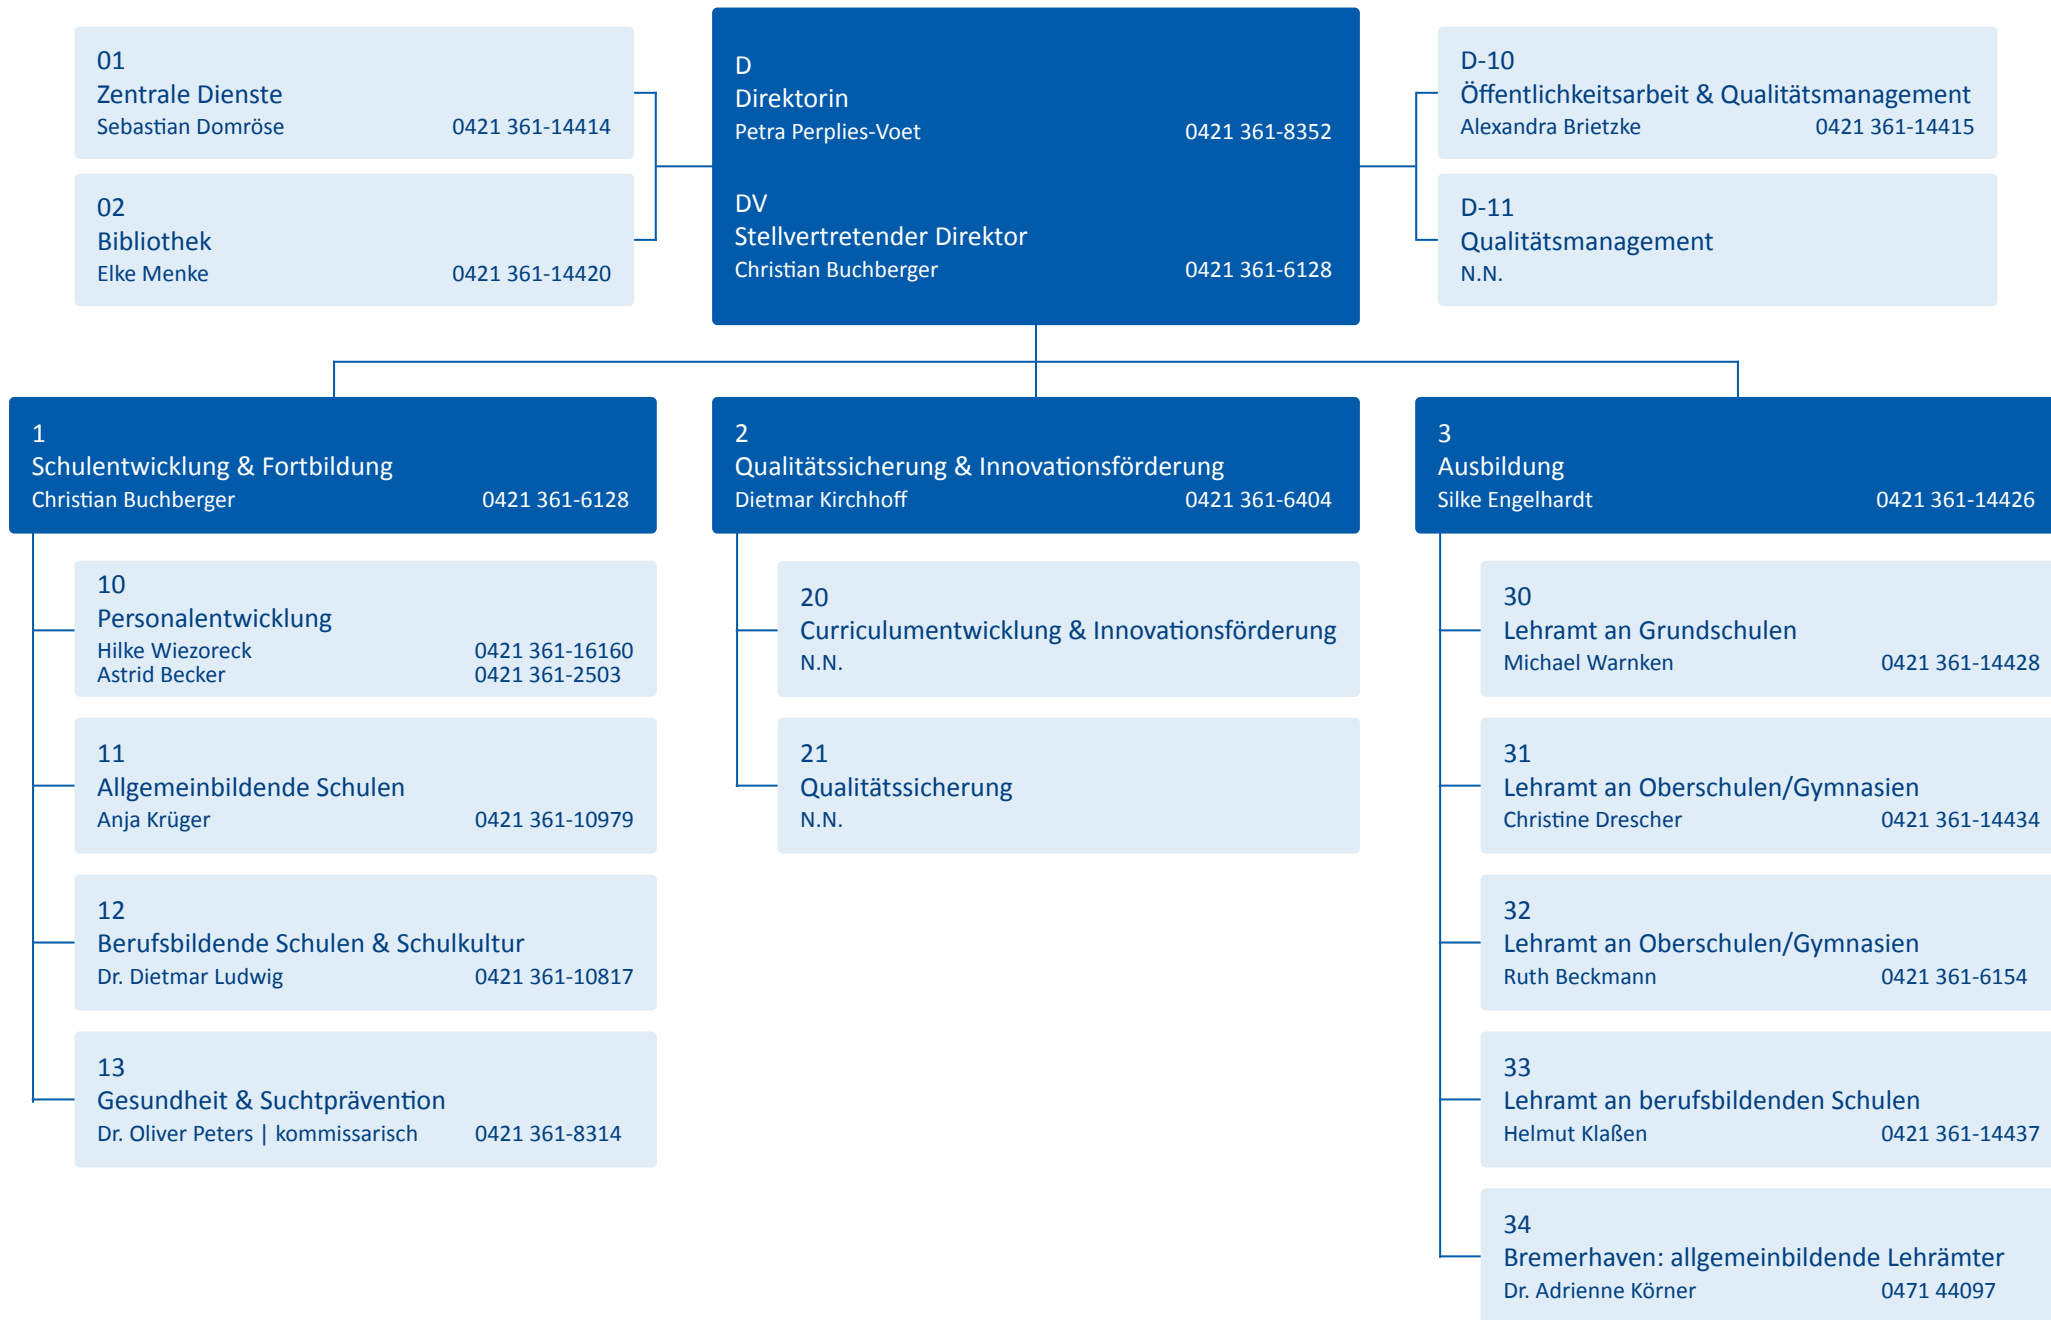 01
Zentrale Dienste
Sebastian Domröse 0421 361-14414
02
Bibliothek
Elke Menke 0421 361-14420
D
Direktorin
Petra Perplies-Voet 0421 361-8352
DV
Stellvertretender Direktor
Christian Buchberger 0421 361-6128
D-10
Öffentlichkeitsarbeit & Qualitätsmanagement
Alexandra Brietzke 0421 361-14415
D-11
Qualitätsmanagement
N.N.
1
Schulentwicklung & Fortbildung
Christian Buchberger 0421 361-6128
10
Personalentwicklung
Hilke Wiezoreck 0421 361-16160
Astrid Becker 0421 361-2503
11
Allgemeinbildende Schulen
Anja Krüger 0421 361-10979
12
Berufsbildende Schulen & Schulkultur
Dr. Dietmar Ludwig 0421 361-10817
13
Gesundheit & Suchtprävention
Dr. Oliver Peters | kommissarisch 0421 361-8314
2
Qualitätssicherung & Innovationsförderung
Dietmar Kirchhoff 0421 361-6404
20
Curriculumentwicklung & Innovationsförderung
N.N.
21
Qualitätssicherung
N.N.
3
Ausbildung
Silke Engelhardt 0421 361-14426
30
Lehramt an Grundschulen
Michael Warnken 0421 361-14428
31
Lehramt an Oberschulen/Gymnasien
Christine Drescher 0421 361-14434
32
Lehramt an Oberschulen/Gymnasien
Ruth Beckmann 0421 361-6154
33
Lehramt an berufsbildenden Schulen
Helmut Klaßen 0421 361-14437
34
Bremerhaven: allgemeinbildende Lehrämter
Dr. Adrienne Körner 0471 44097